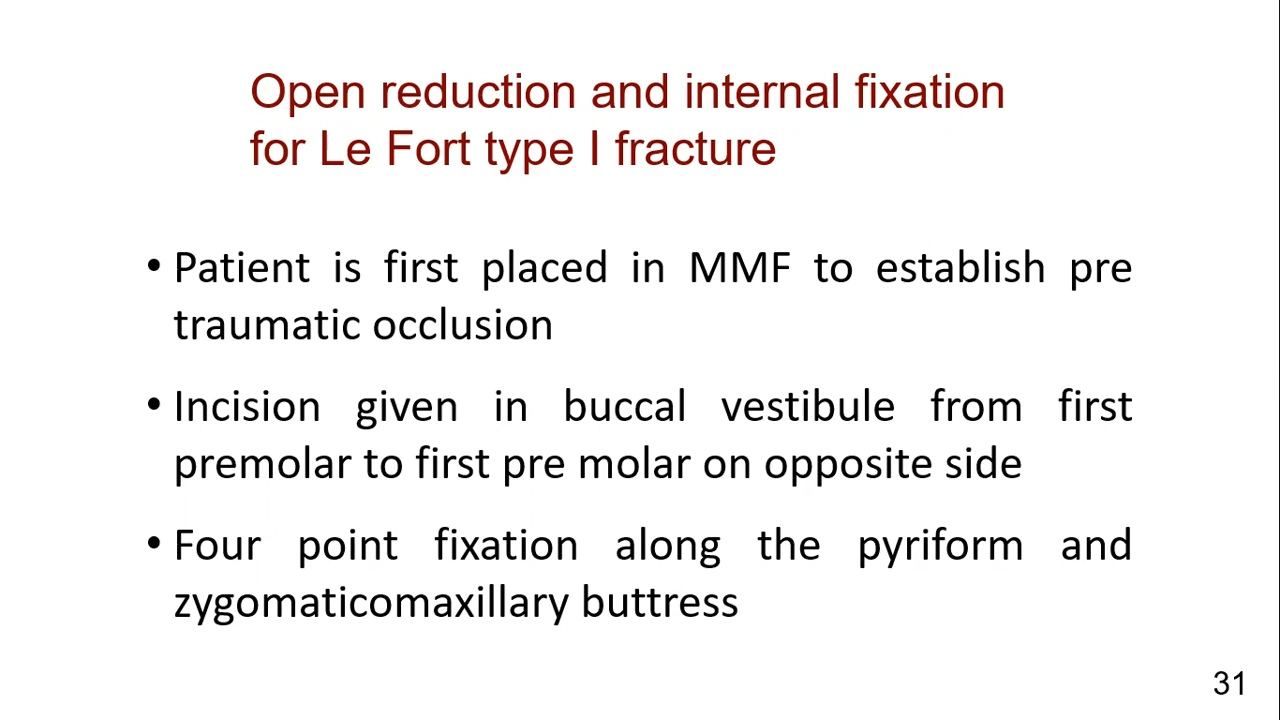 Open reduction and internal fixation
for Le Fort type I fracture
• Patient is first placed in MMF to establish pre
traumatic occlusion
• Incision given in buccal vestibule from first
premolar to first pre molar on opposite side
• Four point fixation along the pyriform and
zygomaticomaxillary buttress
31